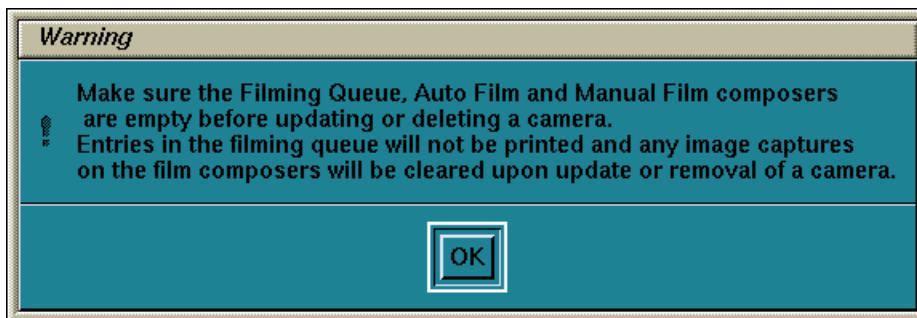 Warning
Make sure the Filming Queue, Auto Film and Manual Film composers
are empty before updating or deleting a camera.
Entries in the filming queue will not be printed and any image captures
on the film composers will be cleared upon update or removal of a camera.
OK